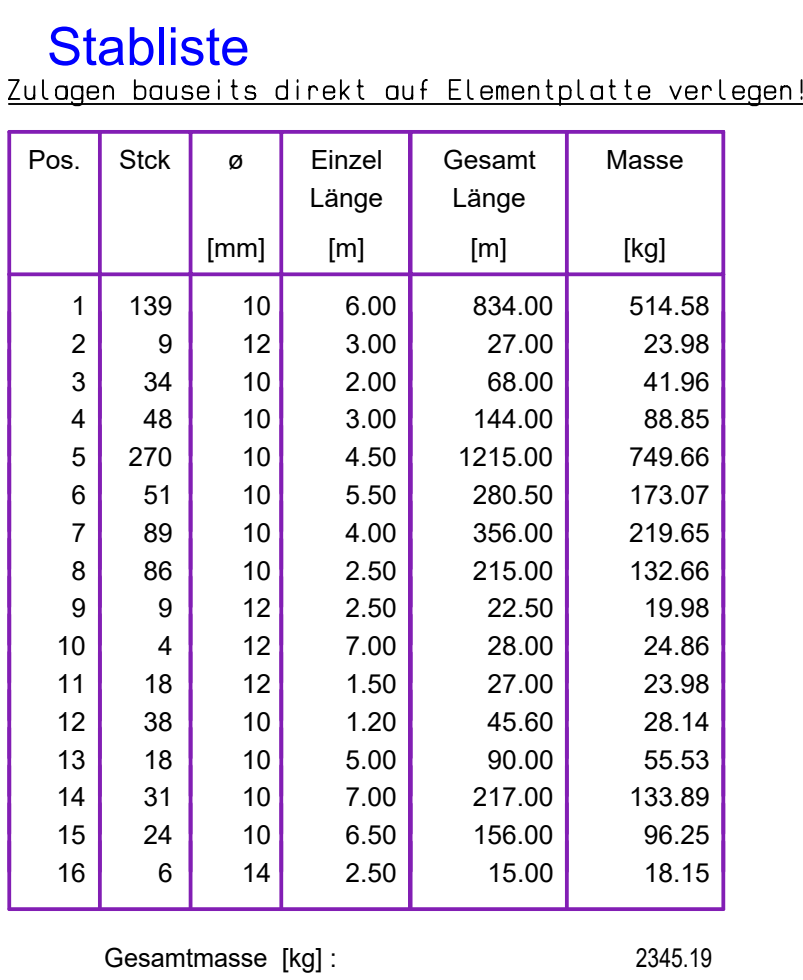 Stabliste
Zulagen bauseits direkt auf Elementplatte verlegen!
Pos. Stck ø Einzel Gesamt Masse
Länge Länge
[mm] [m] [m] [kg]
1 139 10 6.00 834.00 514.58
2 9 12 3.00 27.00 23.98
3 34 10 2.00 68.00 41.96
4 48 10 3.00 144.00 88.85
5 270 10 4.50 1215.00 749.66
6 51 10 5.50 280.50 173.07
7 89 10 4.00 356.00 219.65
8 86 10 2.50 215.00 132.66
9 9 12 2.50 22.50 19.98
10 4 12 7.00 28.00 24.86
11 18 12 1.50 27.00 23.98
12 38 10 1.20 45.60 28.14
13 18 10 5.00 90.00 55.53
14 31 10 7.00 217.00 133.89
15 24 10 6.50 156.00 96.25
16 6 14 2.50 15.00 18.15
Gesamtmasse [kg] : 2345.19